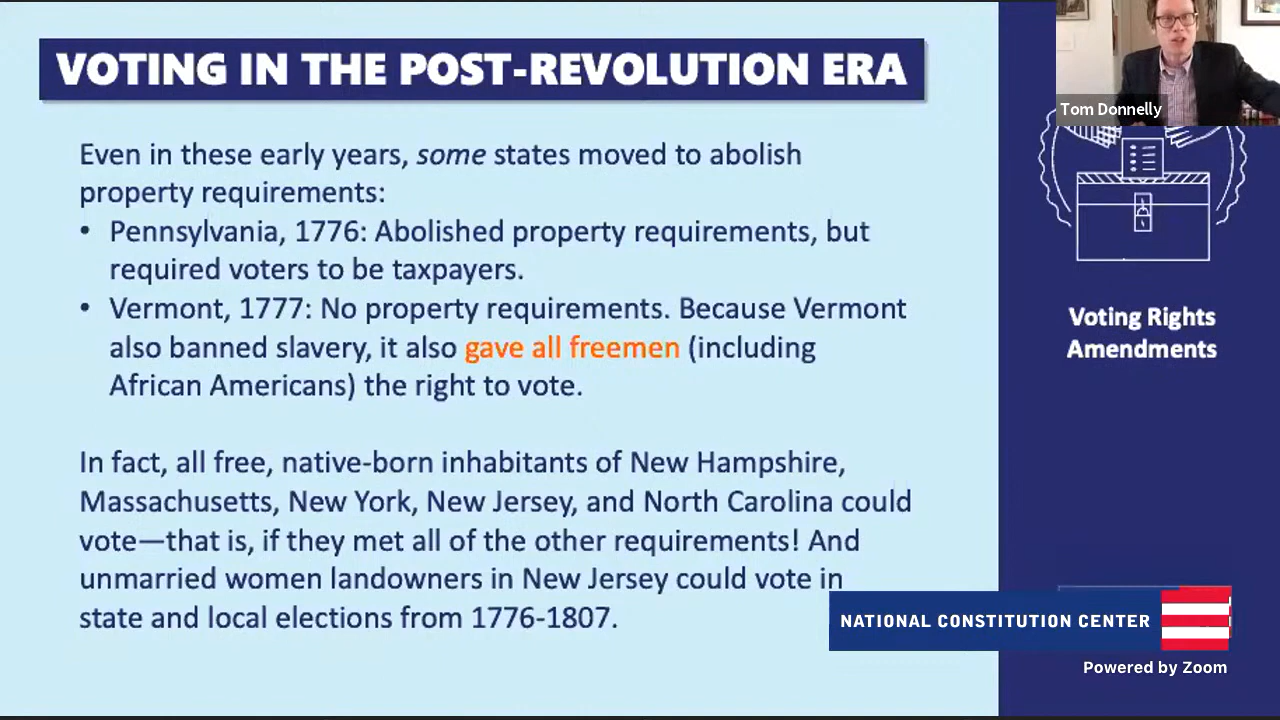 VOTING IN THE POST-REVOLUTION ERA
Even in these early years, some states moved to abolish
property requirements:
• Pennsylvania, 1776: Abolished property requirements, but
required voters to be taxpayers.
• Vermont, 1777: No property requirements. Because Vermont
also banned slavery, it also gave all freemen (including
African Americans) the right to vote.
In fact, all free, native-born inhabitants of New Hampshire,
Massachusetts, New York, New Jersey, and North Carolina could
vote—that is, if they met all of the other requirements! And
unmarried women landowners in New Jersey could vote in
state and local elections from 1776-1807.
Tom Donnelly
Voting Rights
Amendments
NATIONAL CONSTITUTION CENTER
Powered by Zoom